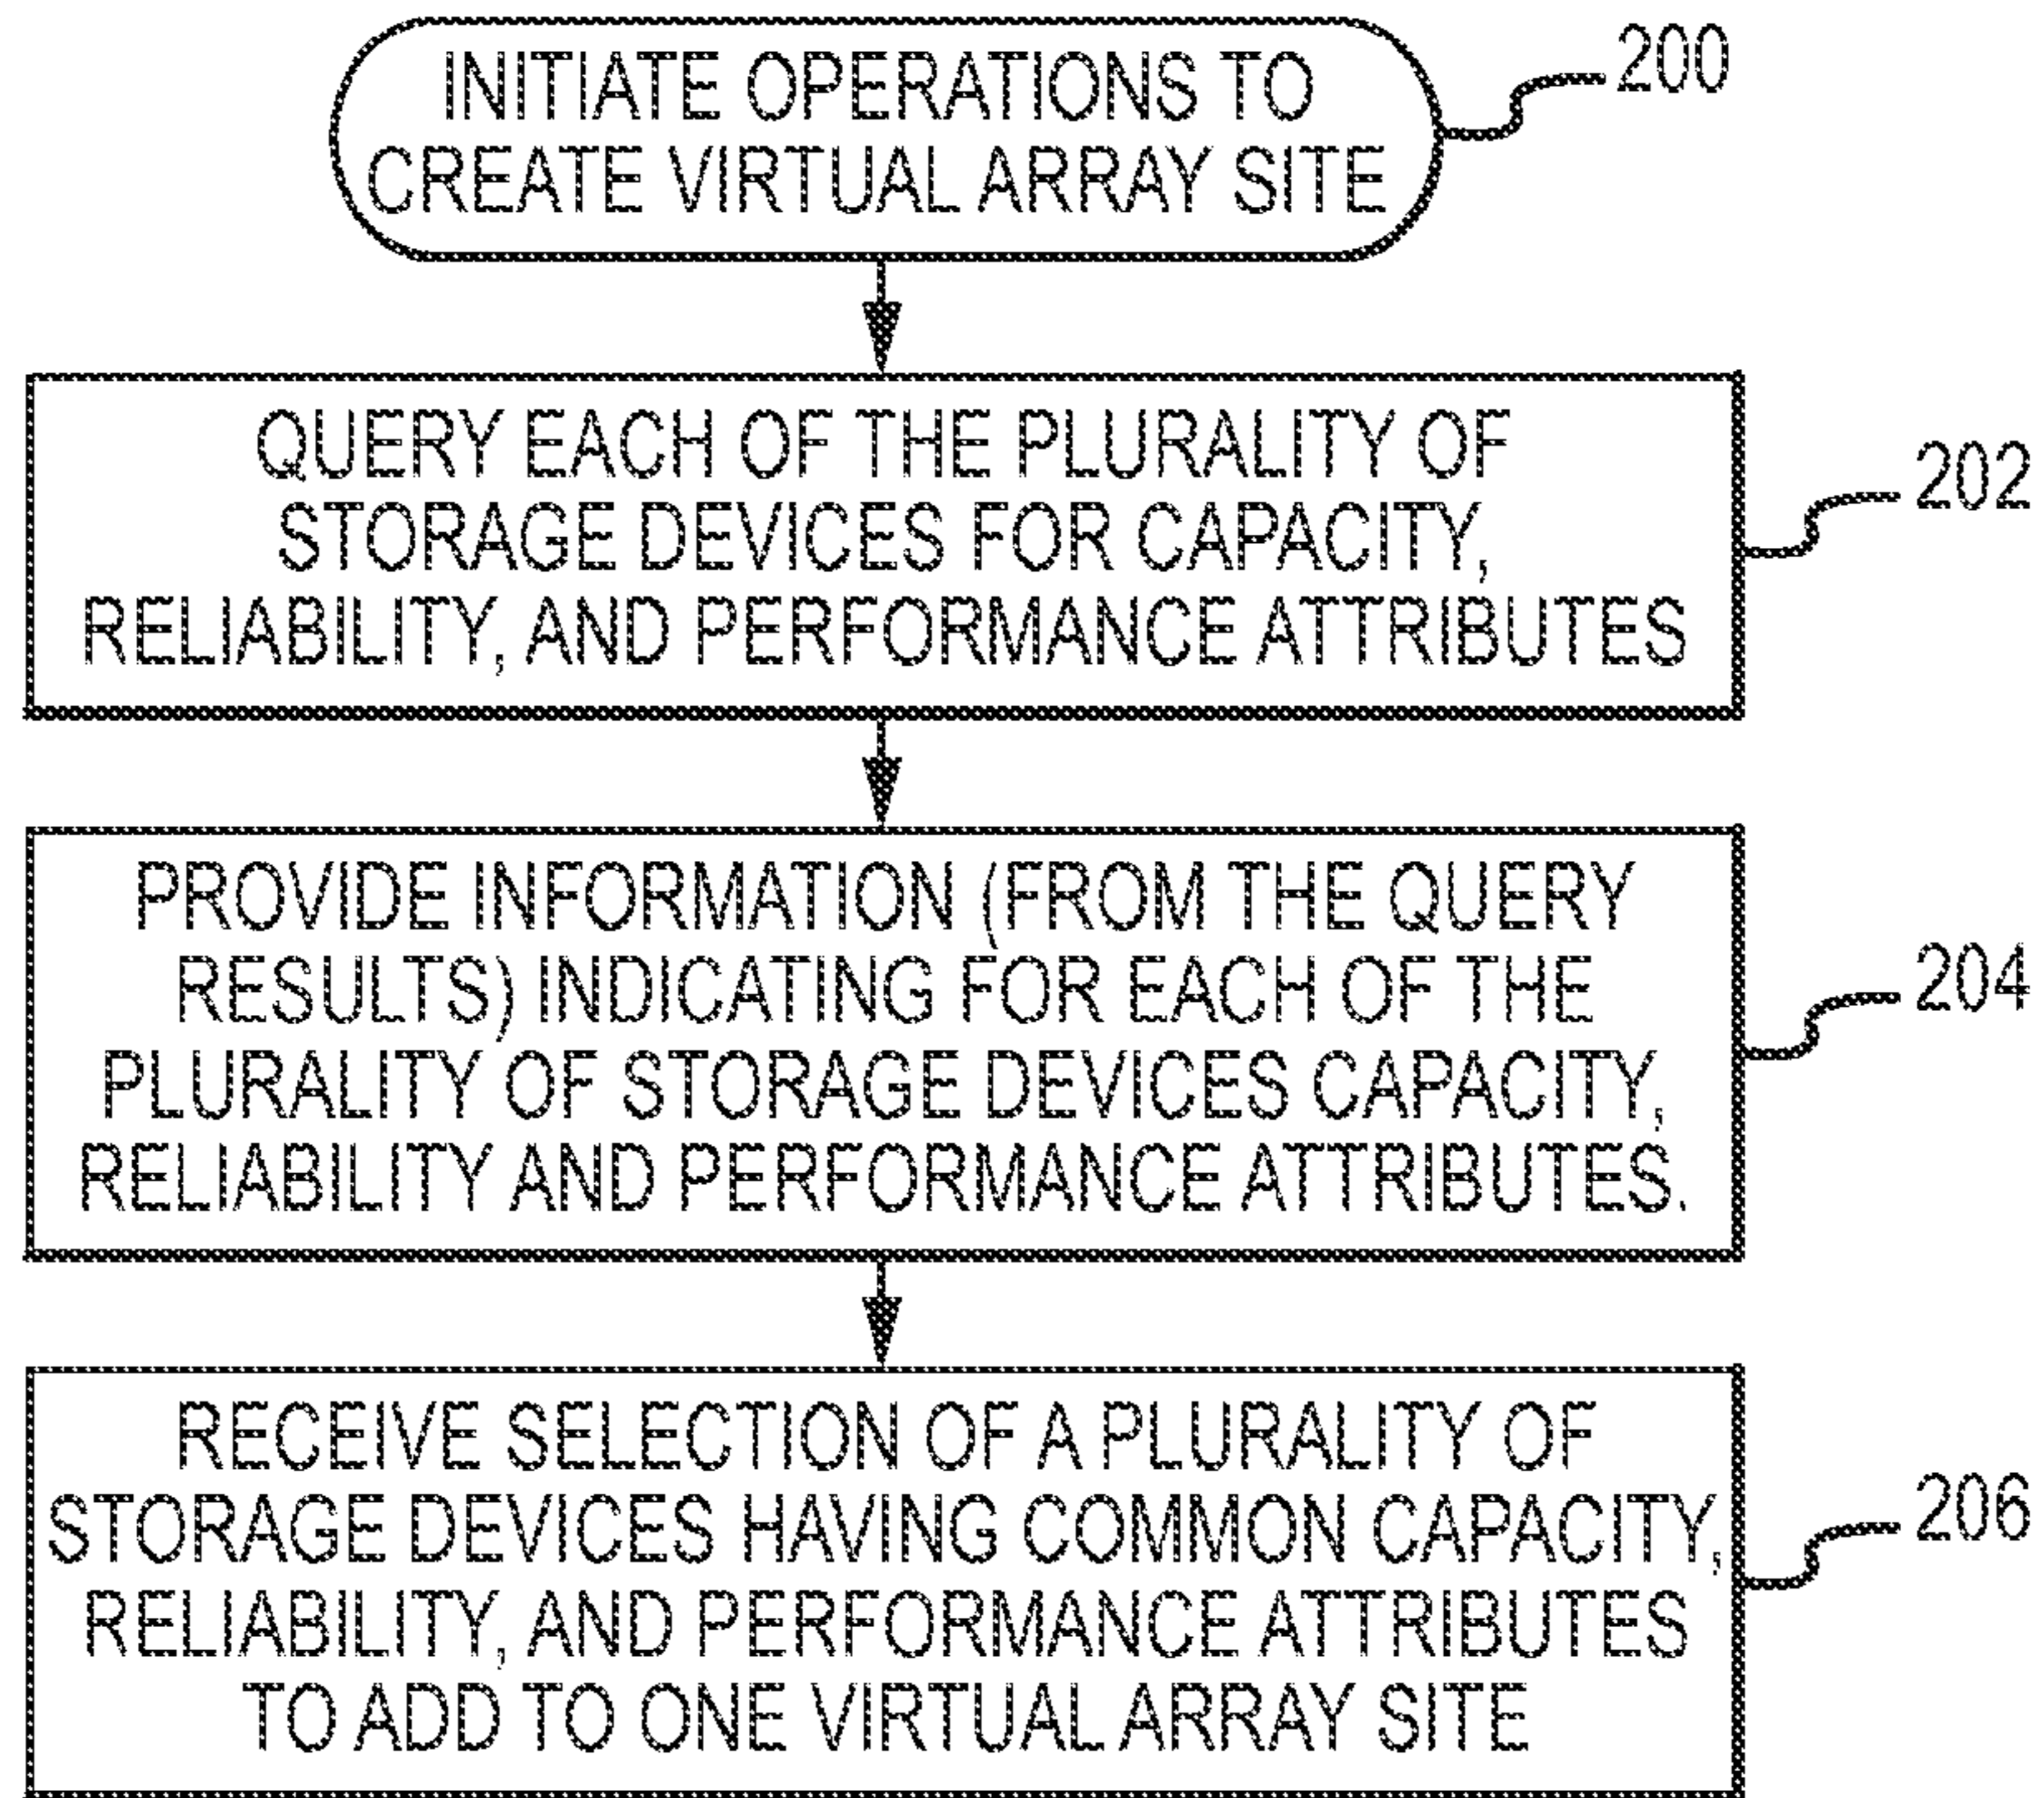 INITIATE OPERATIONS TO
CREATE VIRTUAL ARRAY SITE
200
QUERY EACH OF THE PLURALITY OF
STORAGE DEVICES FOR CAPACITY,
RELIABILITY, AND PERFORMANCE ATTRIBUTES
202
PROVIDE INFORMATION (FROM THE QUERY
RESULTS) INDICATING FOR EACH OF THE
PLURALITY OF STORAGE DEVICES CAPACITY,
RELIABILITY AND PERFORMANCE ATTRIBUTES.
204
RECEIVE SELECTION OF A PLURALITY OF
STORAGE DEVICES HAVING COMMON CAPACITY,
RELIABILITY, AND PERFORMANCE ATTRIBUTES
TO ADD TO ONE VIRTUAL ARRAY SITE
206